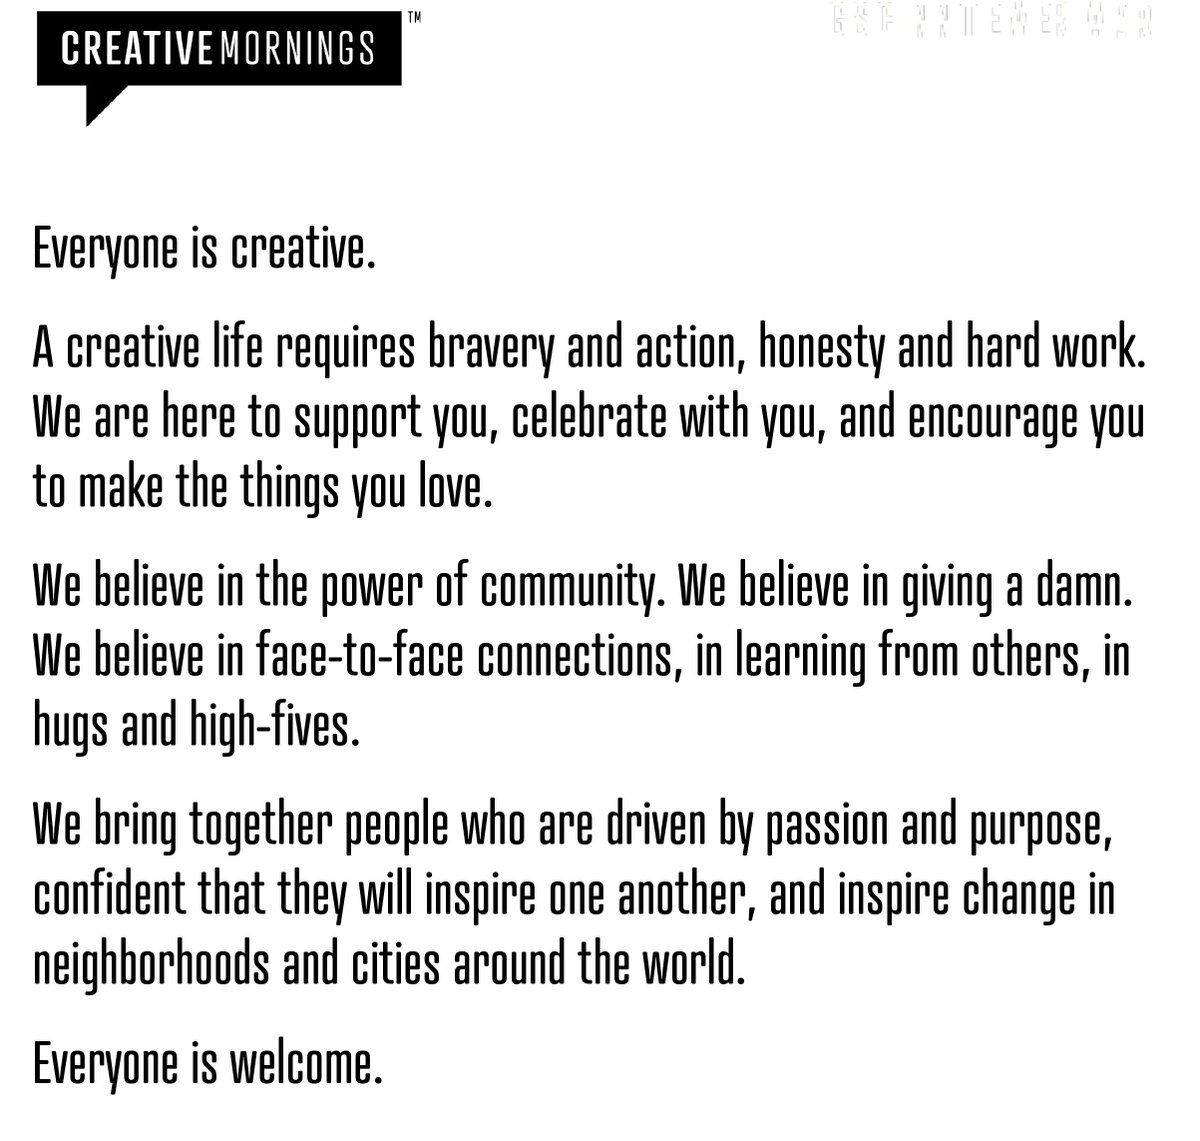 CREATIVEMORNINGS™
Everyone is creative.
A creative life requires bravery and action, honesty and hard work.
We are here to support you, celebrate with you, and encourage you
to make the things you love.
We believe in the power of community. We believe in giving a damn.
We believe in face-to-face connections, in learning from others, in
hugs and high-fives.
We bring together people who are driven by passion and purpose,
confident that they will inspire one another, and inspire change in
neighborhoods and cities around the world.
Everyone is welcome.